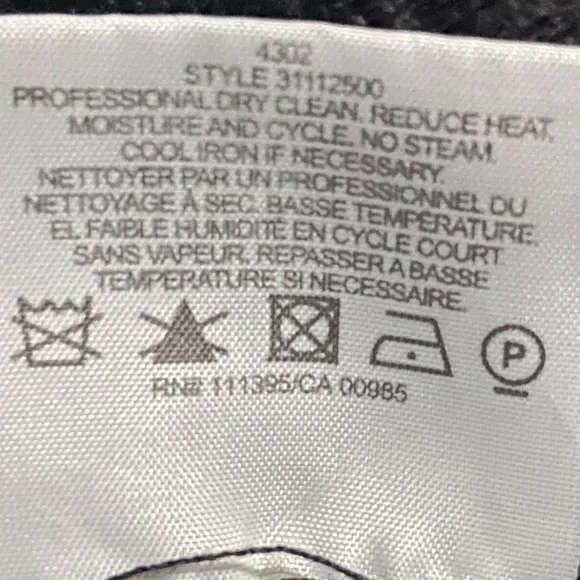 4302
STYLE 31112500
PROFESSIONAL DRY CLEAN. REDUCE HEAT,
MOISTURE AND CYCLE. NO STEAM.
COOL IRON IF NECESSARY.
NETTOYER PAR UN PROFESSIONNEL DU
NETTOYAGE À SEC. BASSE TEMPÉRATURE.
EL FAIBLE HUMIDITÉ EN CYCLE COURT
SANS VAPEUR. REPASSER A BASSE
TEMPERATURE SI NECESSAIRE.
P
RN# 111395/CA 00985